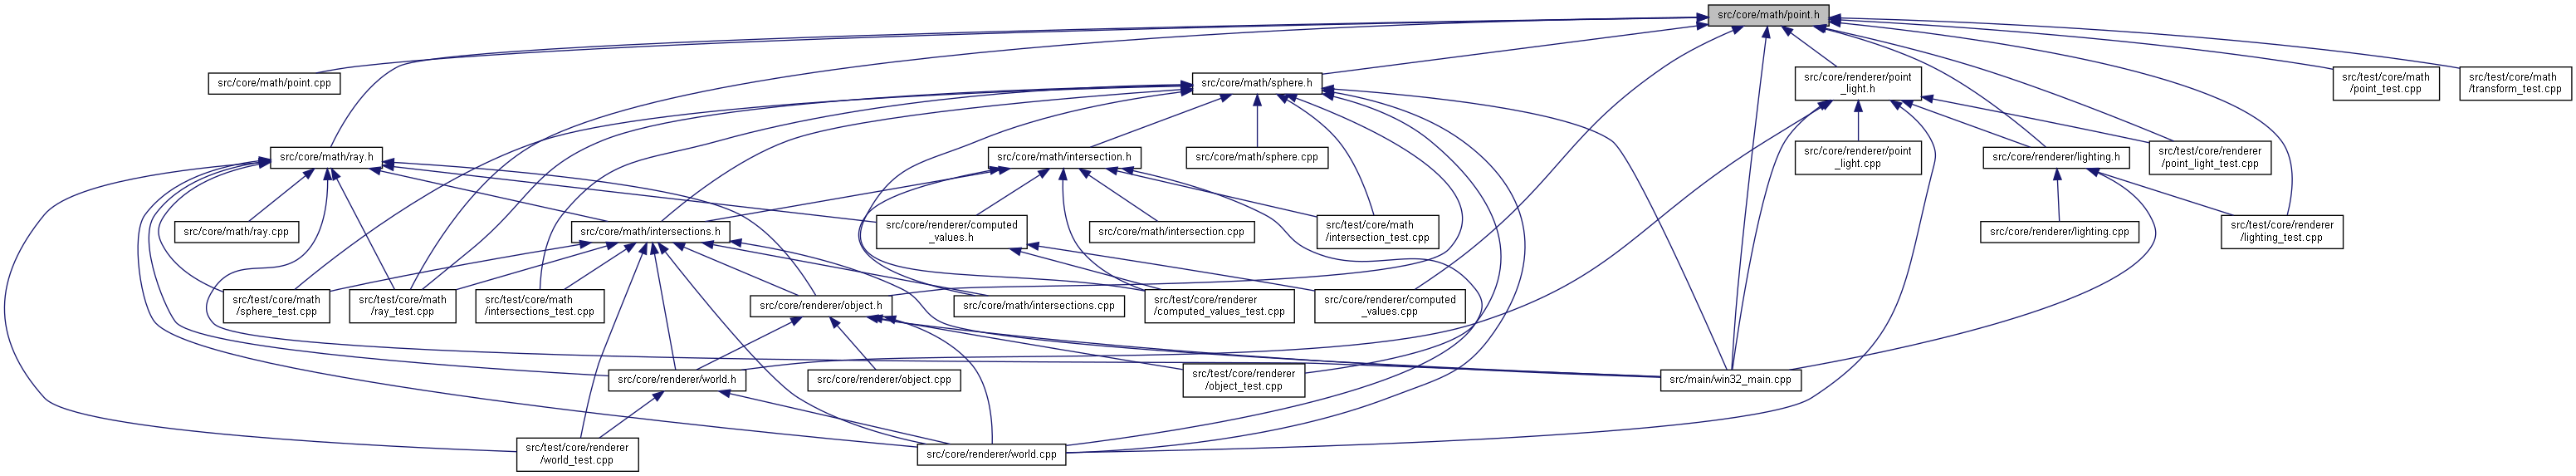 src/core/math/point.h
src/core/math/point.cpp
src/core/math/sphere.h
src/core/renderer/point
_light.h
src/test/core/math
/point_test.cpp
src/test/core/math
/transform_test.cpp
src/core/math/ray.h
src/core/math/intersection.h
src/core/math/sphere.cpp
src/core/renderer/point
_light.cpp
src/core/renderer/lighting.h
src/test/core/renderer
/point_light_test.cpp
src/core/math/ray.cpp
src/core/math/intersections.h
src/core/renderer/computed
_values.h
src/core/math/intersection.cpp
src/test/core/math
/intersection_test.cpp
src/core/renderer/lighting.cpp
src/test/core/renderer
/lighting_test.cpp
src/test/core/math
/sphere_test.cpp
src/test/core/math
/ray_test.cpp
src/test/core/math
/intersections_test.cpp
src/core/renderer/object.h
src/core/math/intersections.cpp
src/test/core/renderer
/computed_values_test.cpp
src/core/renderer/computed
_values.cpp
src/core/renderer/world.h
src/core/renderer/object.cpp
src/test/core/renderer
/object_test.cpp
src/main/win32_main.cpp
src/test/core/renderer
/world_test.cpp
src/core/renderer/world.cpp